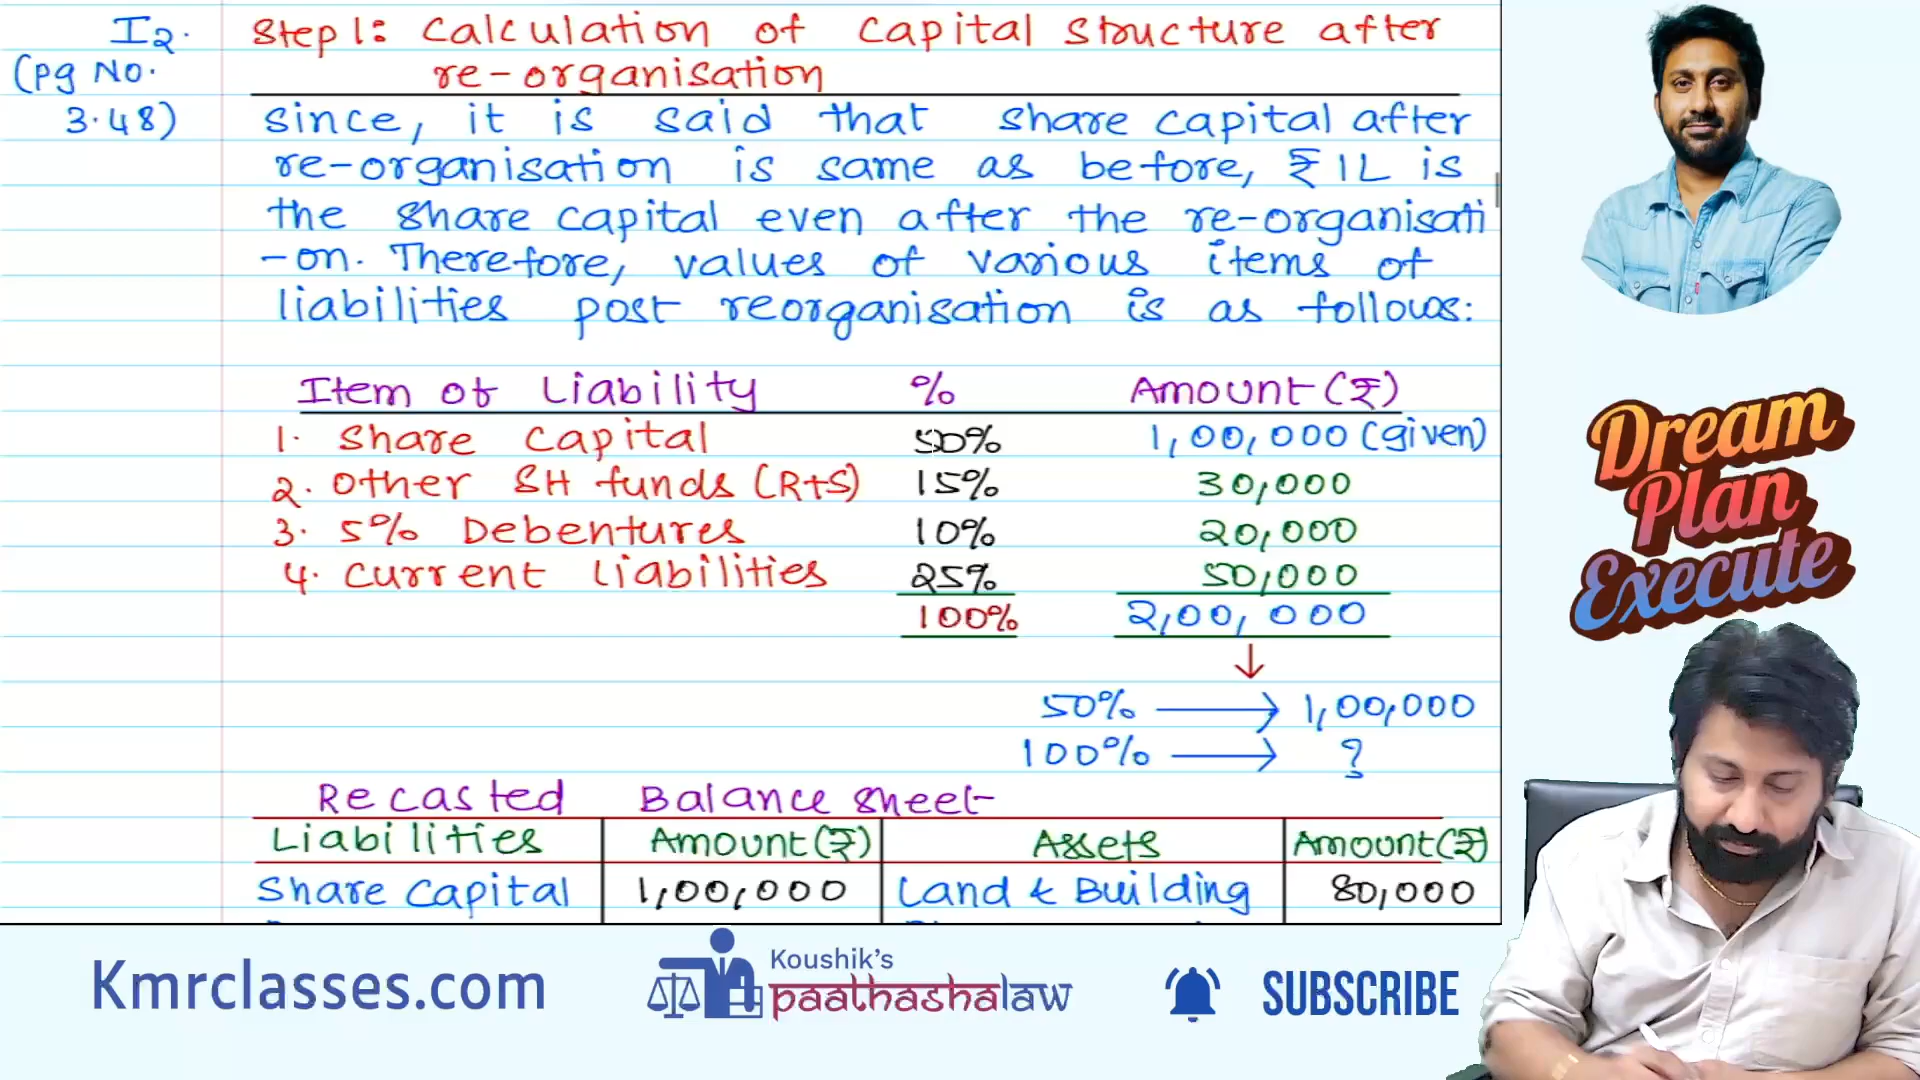 I2.
(pg No.
3.48)
Step 1: Calculation of Capital Structure after
re-organisation
Since, it is said that share capital after
re-organisation is same as before, ₹1L is
the share capital even after the re-organisati
-on. Therefore, values of various items of
liabilities post reorganisation is as follows:
Item of Liability % Amount (₹)
1. Share Capital 50% 1,00,000 (given)
2. Other SH funds (R+S) 15% 30,000
3. 5% Debentures 10% 20,000
4. Current Liabilities 25% 50,000
100% 2,00,000
↓
50% → 1,00,000
100% → ?
Recasted Balance Sheet
Liabilities Amount (₹) Assets Amount (₹)
Share Capital 1,00,000 Land & Building 80,000
Dream
Plan
Execute
Kmrclasses.com
Koushik's
paathashalaw
SUBSCRIBE